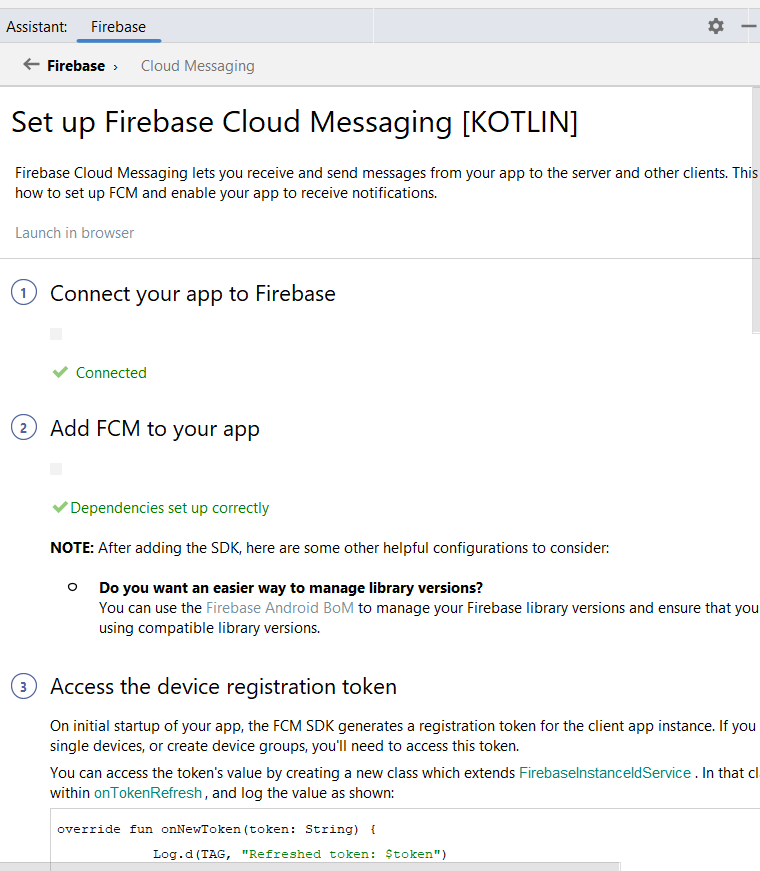 Assistant: Firebase
Firebase › Cloud Messaging
Set up Firebase Cloud Messaging [KOTLIN]
Firebase Cloud Messaging lets you receive and send messages from your app to the server and other clients. This
how to set up FCM and enable your app to receive notifications.
Launch in browser
1 Connect your app to Firebase
Connected
2 Add FCM to your app
Dependencies set up correctly
NOTE: After adding the SDK, here are some other helpful configurations to consider:
Do you want an easier way to manage library versions?
You can use the Firebase Android BoM to manage your Firebase library versions and ensure that you
using compatible library versions.
3 Access the device registration token
On initial startup of your app, the FCM SDK generates a registration token for the client app instance. If you
single devices, or create device groups, you'll need to access this token.
You can access the token's value by creating a new class which extends FirebaseInstanceIdService . In that cl
within onTokenRefresh , and log the value as shown:
override fun onNewToken(token: String) {
Log.d(TAG, "Refreshed token: $token")